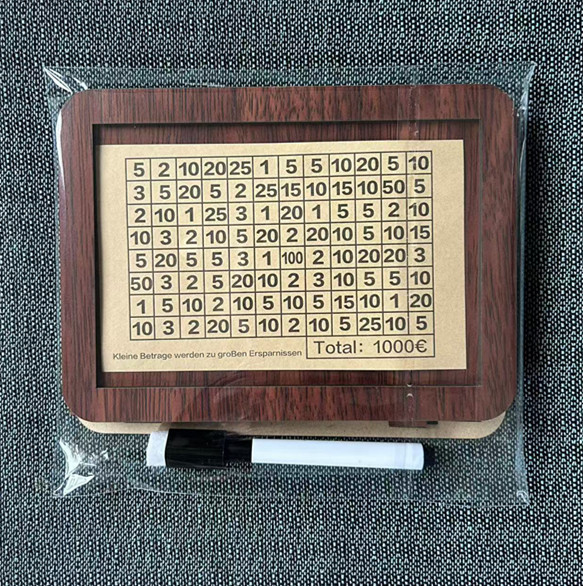 5 2 10 20 25 1 5 5 10 20 5 10
3 5 20 5 2 25 15 10 15 10 50 5
2 10 1 25 3 1 20 1 5 5 2 10
10 3 2 10 5 20 2 20 10 5 10 15
5 20 5 5 3 1 100 2 10 20 20 3
50 3 2 5 20 10 2 3 10 5 5 10
1 5 10 2 10 5 10 5 15 10 1 20
10 3 2 20 5 10 2 10 5 25 10 5
Kleine Betrage werden zu groBen Ersparnissen
Total: 1000€